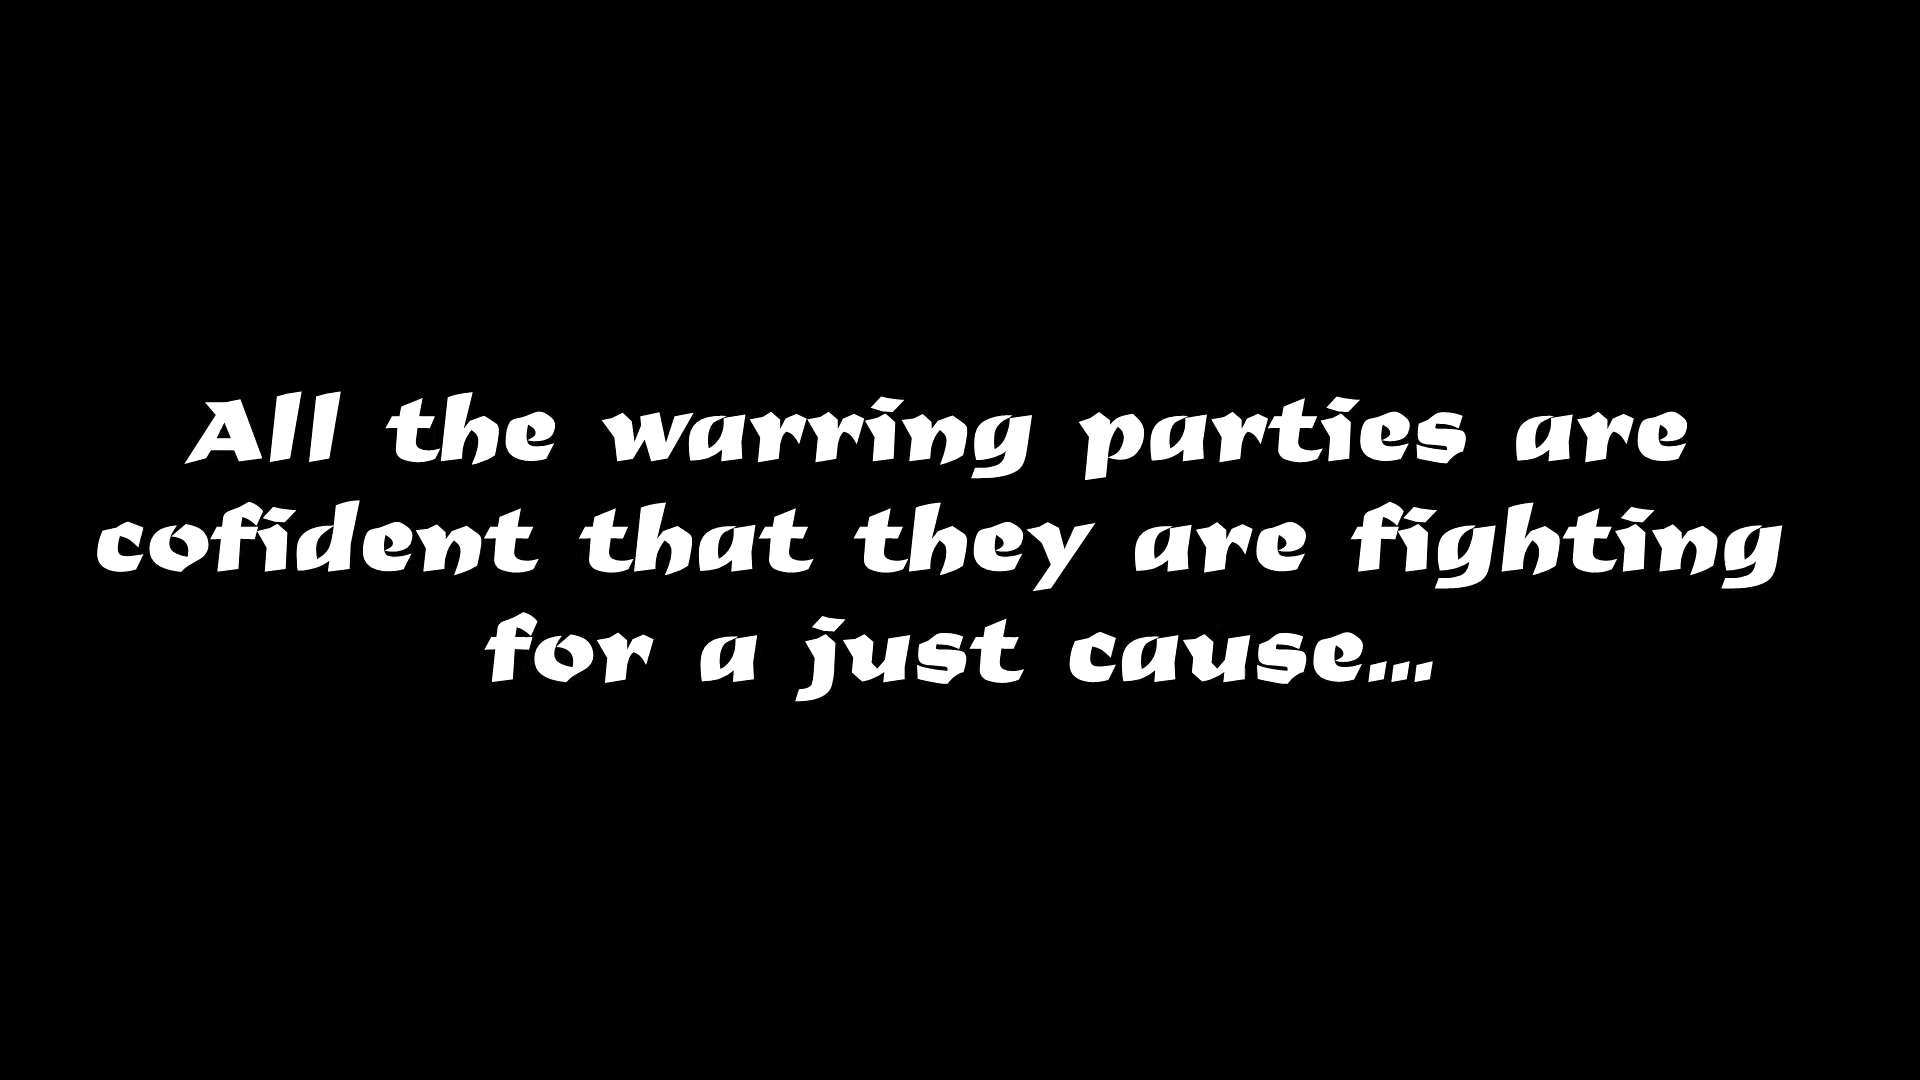 All the warring parties are
cofident that they are fighting
for a just cause...